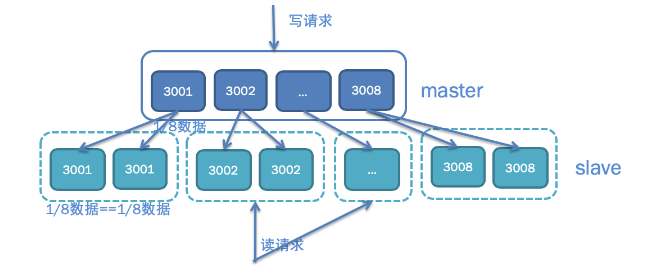 写请求
3001 3002 ... 3008 master
1/8数据
3001 3001 3002 3002 ... 3008 3008 slave
1/8数据==1/8数据
读请求